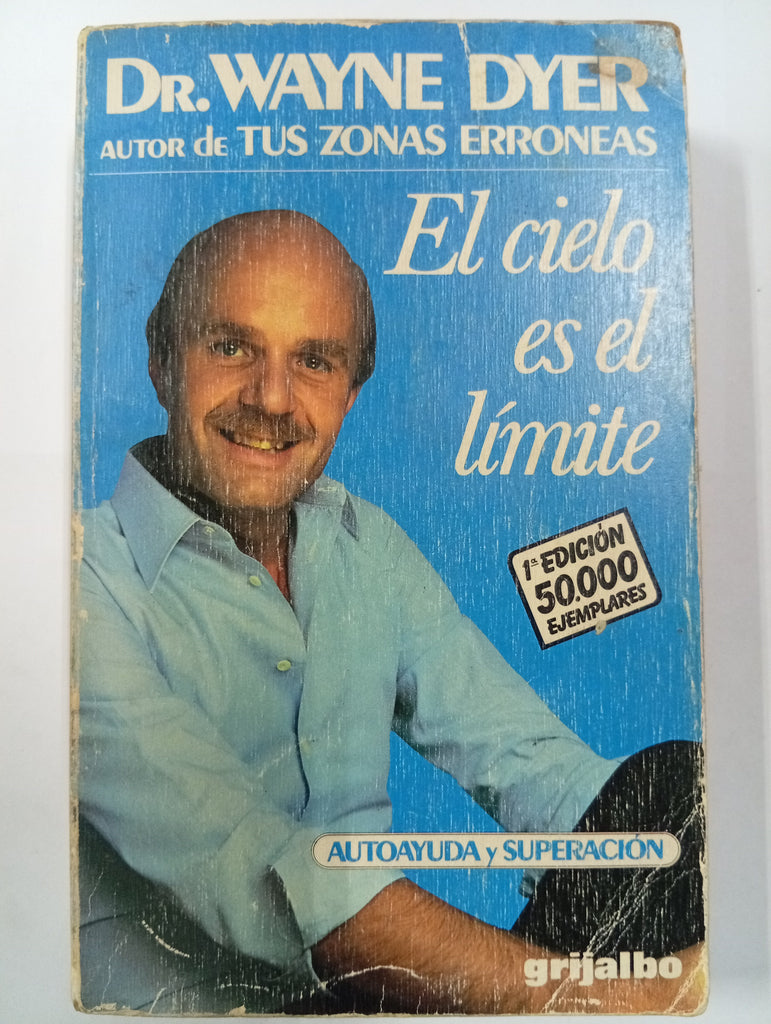 DR. WAYNE DYER
AUTOR de TUS ZONAS ERRONEAS
El cielo
es el
límite
1ª EDICIÓN
50.000
EJEMPLARES
AUTOAYUDA y SUPERACIÓN
grijalbo